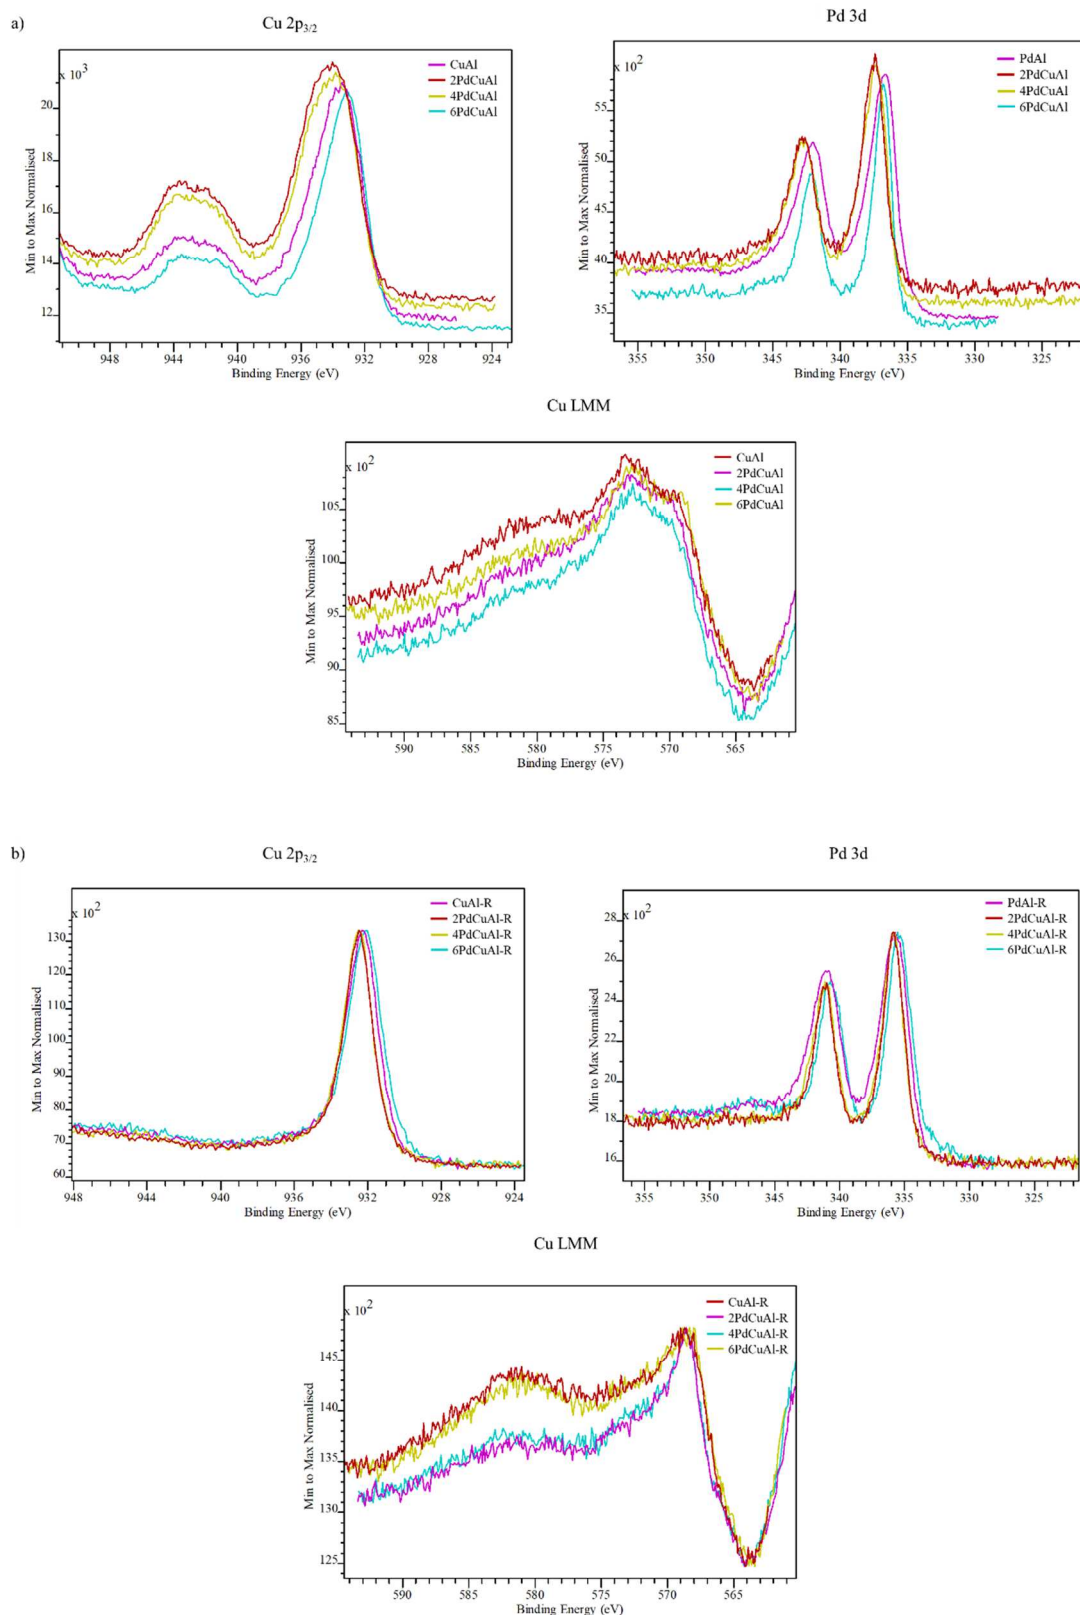 a)
Cu 2p3/2
x 10 3
CuAl
2PdCuAl
4PdCuAl
6PdCuAl
Min to Max Normalised
20
18
16
14
12
948 944 940 936 932 928 924
Binding Energy (eV)
Pd 3d
x 10 2
PdAl
2PdCuAl
4PdCuAl
6PdCuAl
Min to Max Normalised
55
50
45
40
35
355 350 345 340 335 330 325
Binding Energy (eV)
Cu LMM
x 10 2
CuAl
2PdCuAl
4PdCuAl
6PdCuAl
Min to Max Normalised
105
100
95
90
85
590 585 580 575 570 565
Binding Energy (eV)
b)
Cu 2p3/2
x 10 2
CuAl-R
2PdCuAl-R
4PdCuAl-R
6PdCuAl-R
Min to Max Normalised
130
120
110
100
90
80
70
60
948 944 940 936 932 928 924
Binding Energy (eV)
Pd 3d
x 10 2
PdAl-R
2PdCuAl-R
4PdCuAl-R
6PdCuAl-R
Min to Max Normalised
28
26
24
22
20
18
16
355 350 345 340 335 330 325
Binding Energy (eV)
Cu LMM
x 10 2
CuAl-R
2PdCuAl-R
4PdCuAl-R
6PdCuAl-R
Min to Max Normalised
145
140
135
130
125
590 585 580 575 570 565
Binding Energy (eV)